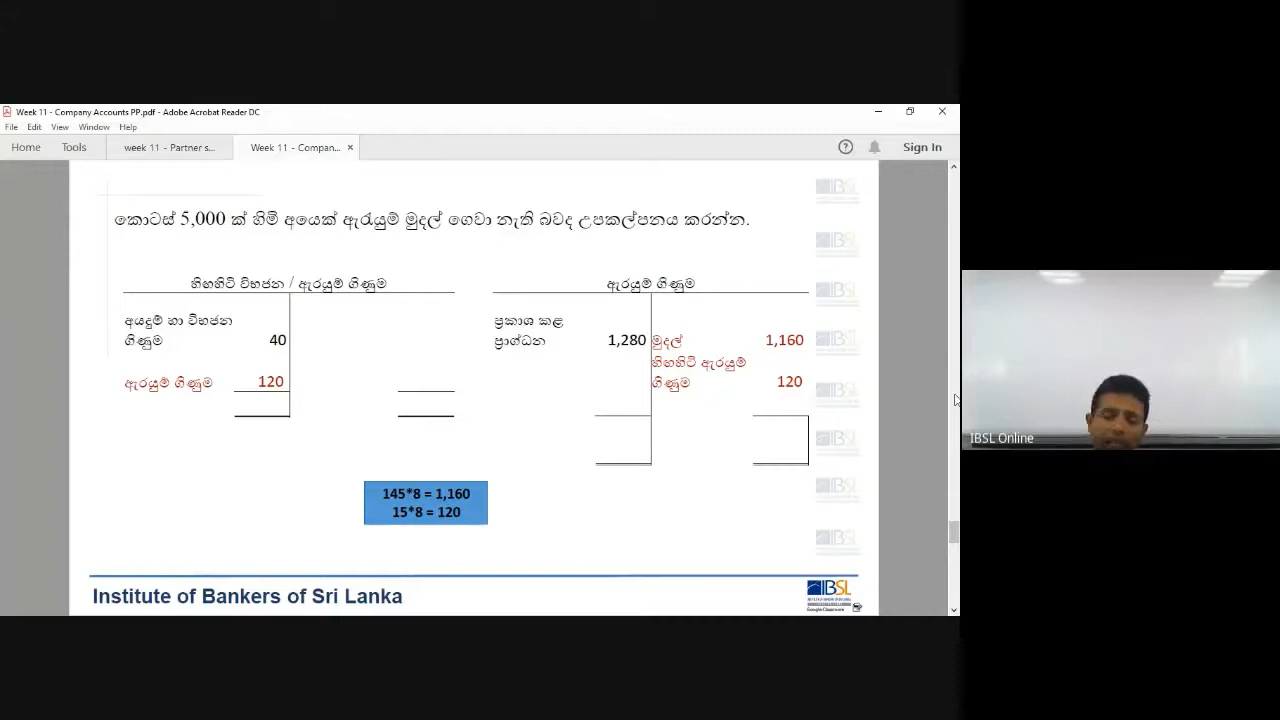 Week 11 - Company Accounts PP.pdf - Adobe Acrobat Reader DC
File Edit View Window Help
Home Tools week 11 - Partner s... Week 11 - Compan... Sign In
කොටස් 5,000 ක් හිමි අයෙක් ඇරයුම් මුදල් ගෙවා නැති බවද උපකල්පනය කරන්න.
හිඟහිටි විභජන / ඇරයුම් ගිණුම
ඇරයුම් ගිණුම
අයදුම් හා විභජන
ගිණුම 40
ඇරයුම් ගිණුම 120
ප්‍රකාශ කළ
ප්‍රාග්ධන 1,280 මුදල් 1,160
හිඟහිටි ඇරයුම්
ගිණුම 120
145*8 = 1,160
15*8 = 120
Institute of Bankers of Sri Lanka
IBSL
IBSL Online